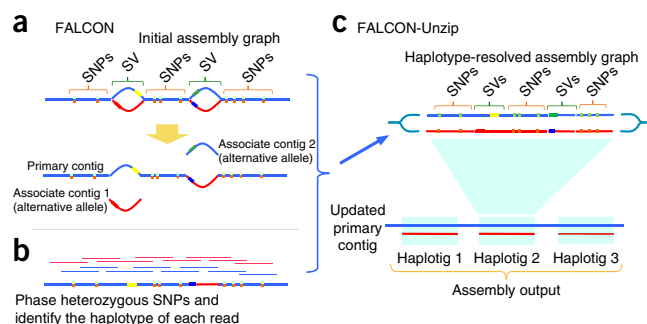 a FALCON
Initial assembly graph
SNPs SV SNPs SV SNPs
Associate contig 2
(alternative allele)
Primary contig
Associate contig 1
(alternative allele)
b
Phase heterozygous SNPs and
identify the haplotype of each read
c FALCON-Unzip
Haplotype-resolved assembly graph
SNPs SVs SNPs SVs SNPs
Updated
primary
contig
Haplotig 1 Haplotig 2 Haplotig 3
Assembly output